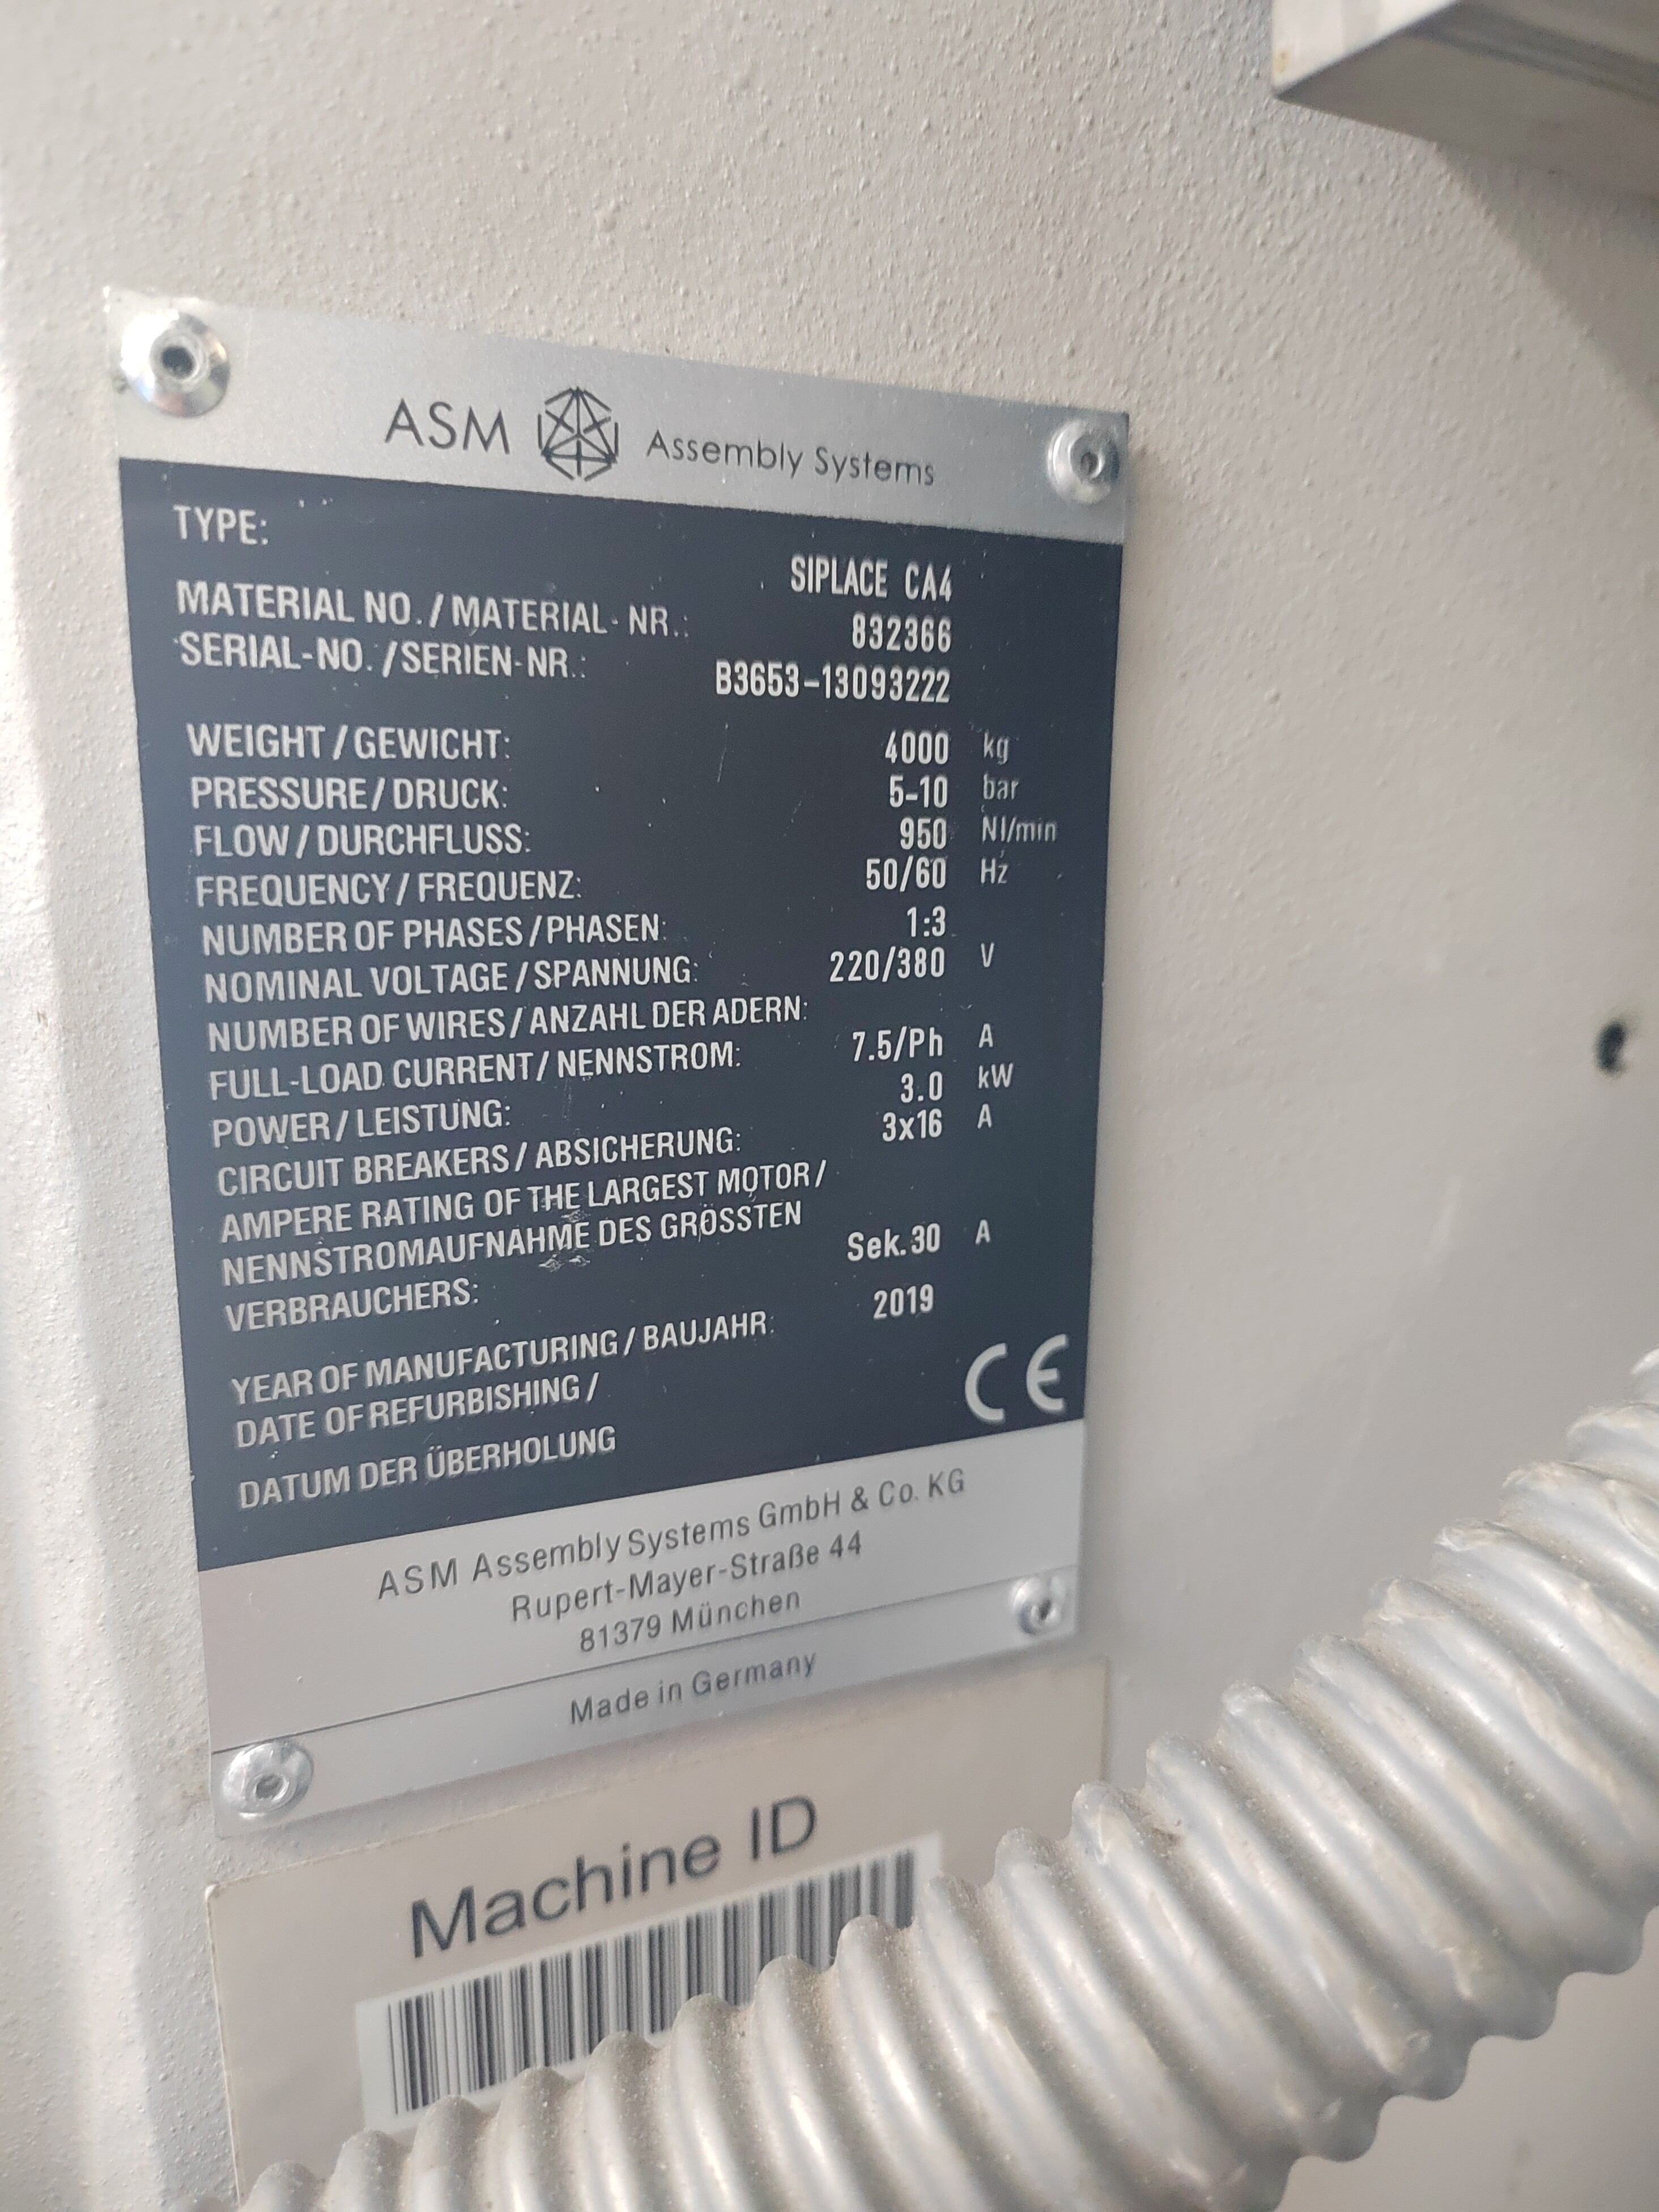 ASM Assembly Systems
TYPE: SIPLACE CA4
MATERIAL NO./MATERIAL-NR.: 832366
SERIAL-NO./SERIEN-NR.: B3653-13093222
WEIGHT/GEWICHT: 4000 kg
PRESSURE/DRUCK: 5-10 bar
FLOW/DURCHFLUSS: 950 Nl/min
FREQUENCY/FREQUENZ: 50/60 Hz
NUMBER OF PHASES/PHASEN: 1:3
NOMINAL VOLTAGE/SPANNUNG: 220/380 V
NUMBER OF WIRES/ANZAHL DER ADERN:
FULL-LOAD CURRENT/NENNSTROM: 7.5/Ph A
POWER/LEISTUNG: 3.0 kW
CIRCUIT BREAKERS/ABSICHERUNG: 3x16 A
AMPERE RATING OF THE LARGEST MOTOR/
NENNSTROMAUFNAHME DES GRÖSSTEN
VERBRAUCHERS: Sek.30 A
YEAR OF MANUFACTURING/BAUJAHR: 2019
DATE OF REFURBISHING/
DATUM DER ÜBERHOLUNG
CE
ASM Assembly Systems GmbH & Co. KG
Rupert-Mayer-Straße 44
81379 München
Made in Germany
Machine ID